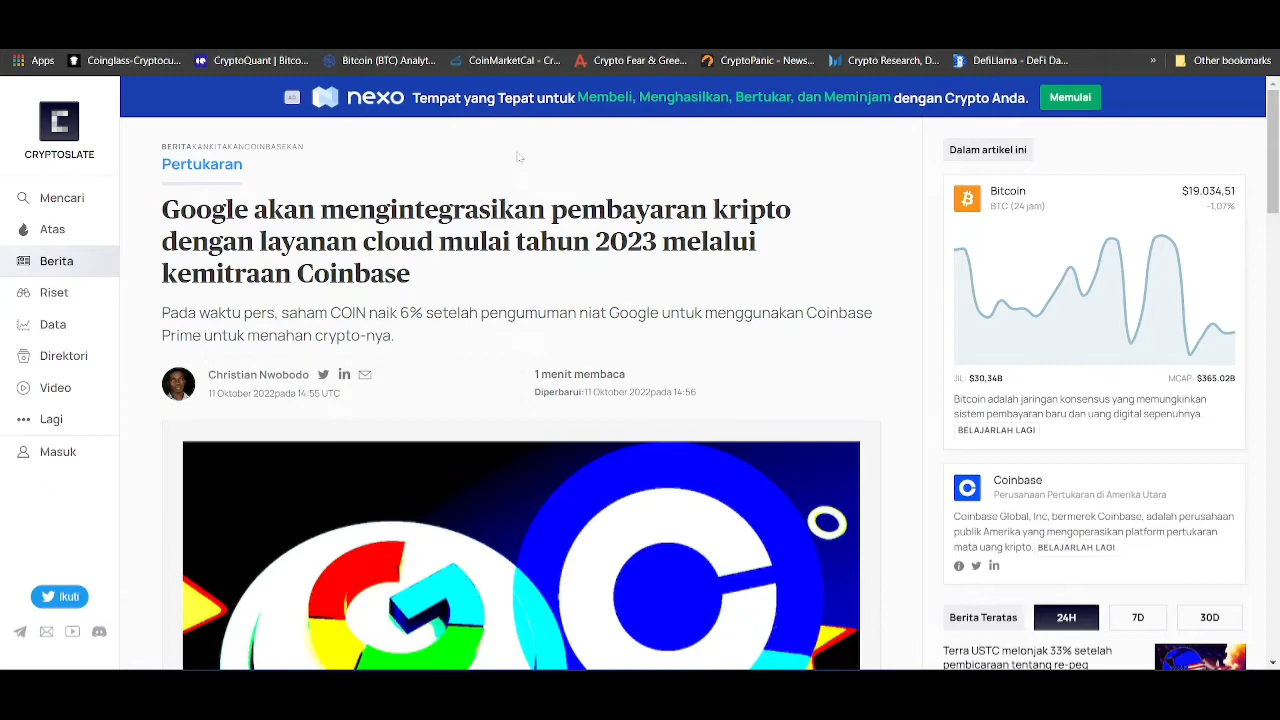 Apps
Coinglass-Cryptocu...
CryptoQuant | Bitco...
Bitcoin (BTC) Analyt...
CoinMarketCal - Cr...
Crypto Fear & Gree...
CryptoPanic - News...
Crypto Research, D...
DefiLlama - DeFi Da...
»
Other bookmarks
AD
nexo Tempat yang Tepat untuk Membeli, Menghasilkan, Bertukar, dan Meminjam dengan Crypto Anda.
Memulai
CRYPTOSLATE
Mencari
Atas
Berita
Riset
Data
Direktori
Video
Lagi
Masuk
Ikuti
BERITAKANKITAKANCOINBASEKAN
Pertukaran
Google akan mengintegrasikan pembayaran kripto
dengan layanan cloud mulai tahun 2023 melalui
kemitraan Coinbase
Pada waktu pers, saham COIN naik 6% setelah pengumuman niat Google untuk menggunakan Coinbase
Prime untuk menahan crypto-nya.
Christian Nwobodo
11 Oktober 2022pada 14:55 UTC
1 menit membaca
Diperbarui:11 Oktober 2022pada 14:56
Dalam artikel ini
Bitcoin
$19.034,51
BTC (24 jam)
-1,07%
JIL: $30,34B
MCAP: $365.02B
Bitcoin adalah jaringan konsensus yang memungkinkan
sistem pembayaran baru dan uang digital sepenuhnya.
BELAJARLAH LAGI
Coinbase
Perusahaan Pertukaran di Amerika Utara
Coinbase Global, Inc, bermerek Coinbase, adalah perusahaan
publik Amerika yang mengoperasikan platform pertukaran
mata uang kripto. BELAJARLAH LAGI
Berita Teratas
24H
7D
30D
Terra USTC melonjak 33% setelah
pembicaraan tentang re-peg